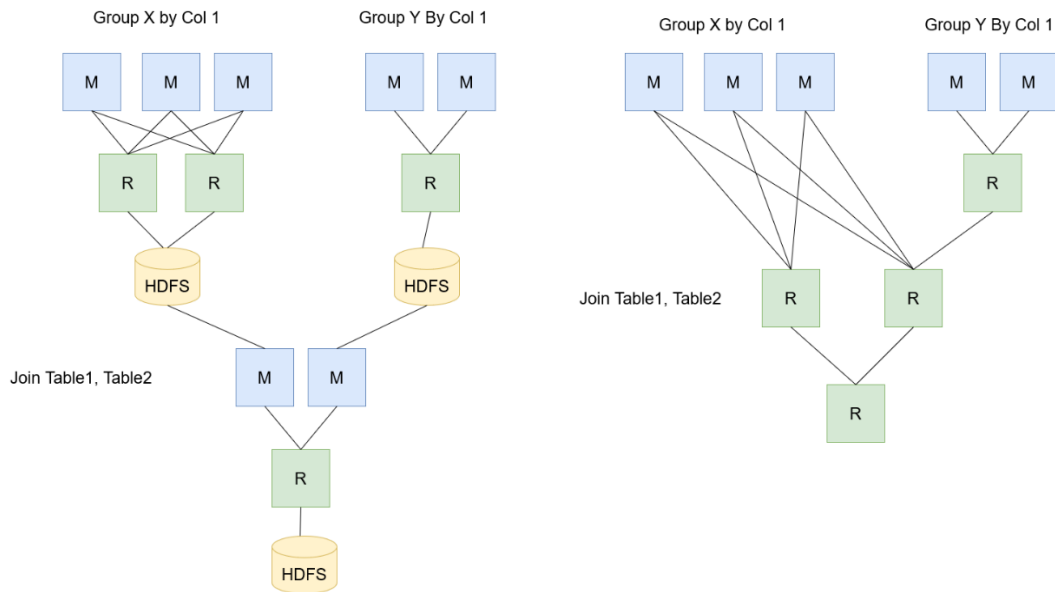 Group X by Col 1
Group Y By Col 1
M
M
M
M
M
R
R
R
HDFS
HDFS
Join Table1, Table2
M
M
R
HDFS
Group X by Col 1
Group Y By Col 1
M
M
M
M
M
R
Join Table1, Table2
R
R
R